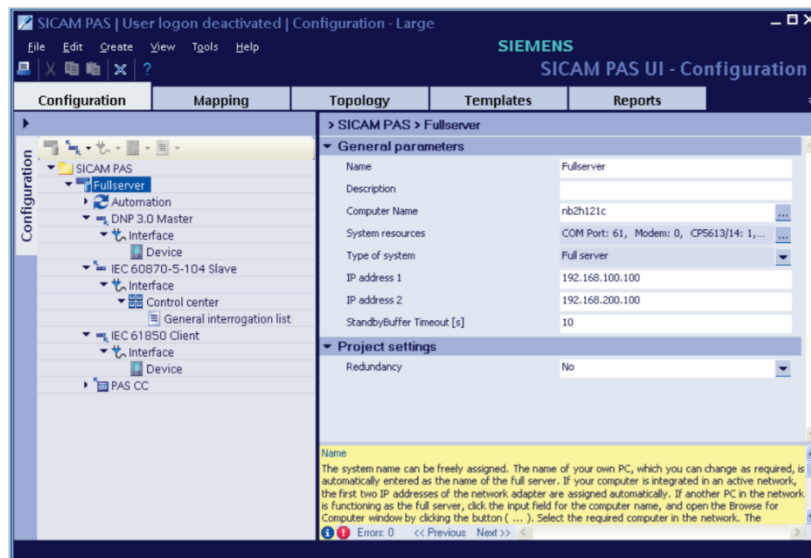 SICAM PAS | User logon deactivated | Configuration - Large
File Edit Create View Tools Help
SIEMENS
SICAM PAS UI - Configuration
Configuration Mapping Topology Templates Reports
> SICAM PAS > Fullserver
Configuration
SICAM PAS
Fullserver
Automation
DNP 3.0 Master
Interface
Device
IEC 60870-5-104 Slave
Interface
Control center
General interrogation list
IEC 61850 Client
Interface
Device
PAS CC
General parameters
Name Fullserver
Description
Computer Name nb2h121c ...
System resources COM Port: 61, Modem: 0, CP5613/14: 1,... ...
Type of system Full server
IP address 1 192.168.100.100
IP address 2 192.168.200.100
StandbyBuffer Timeout [s] 10
Project settings
Redundancy No
Name
The system name can be freely assigned. The name of your own PC, which you can change as required, is
automatically entered as the name of the full server. If your computer is integrated in an active network,
the first two IP addresses of the network adapter are assigned automatically. If another PC in the network
is functioning as the full server, click the input field for the computer name, and open the Browse for
Computer window by clicking the button ( ... ). Select the required computer in the network. The
Errors: 0 << Previous Next >>